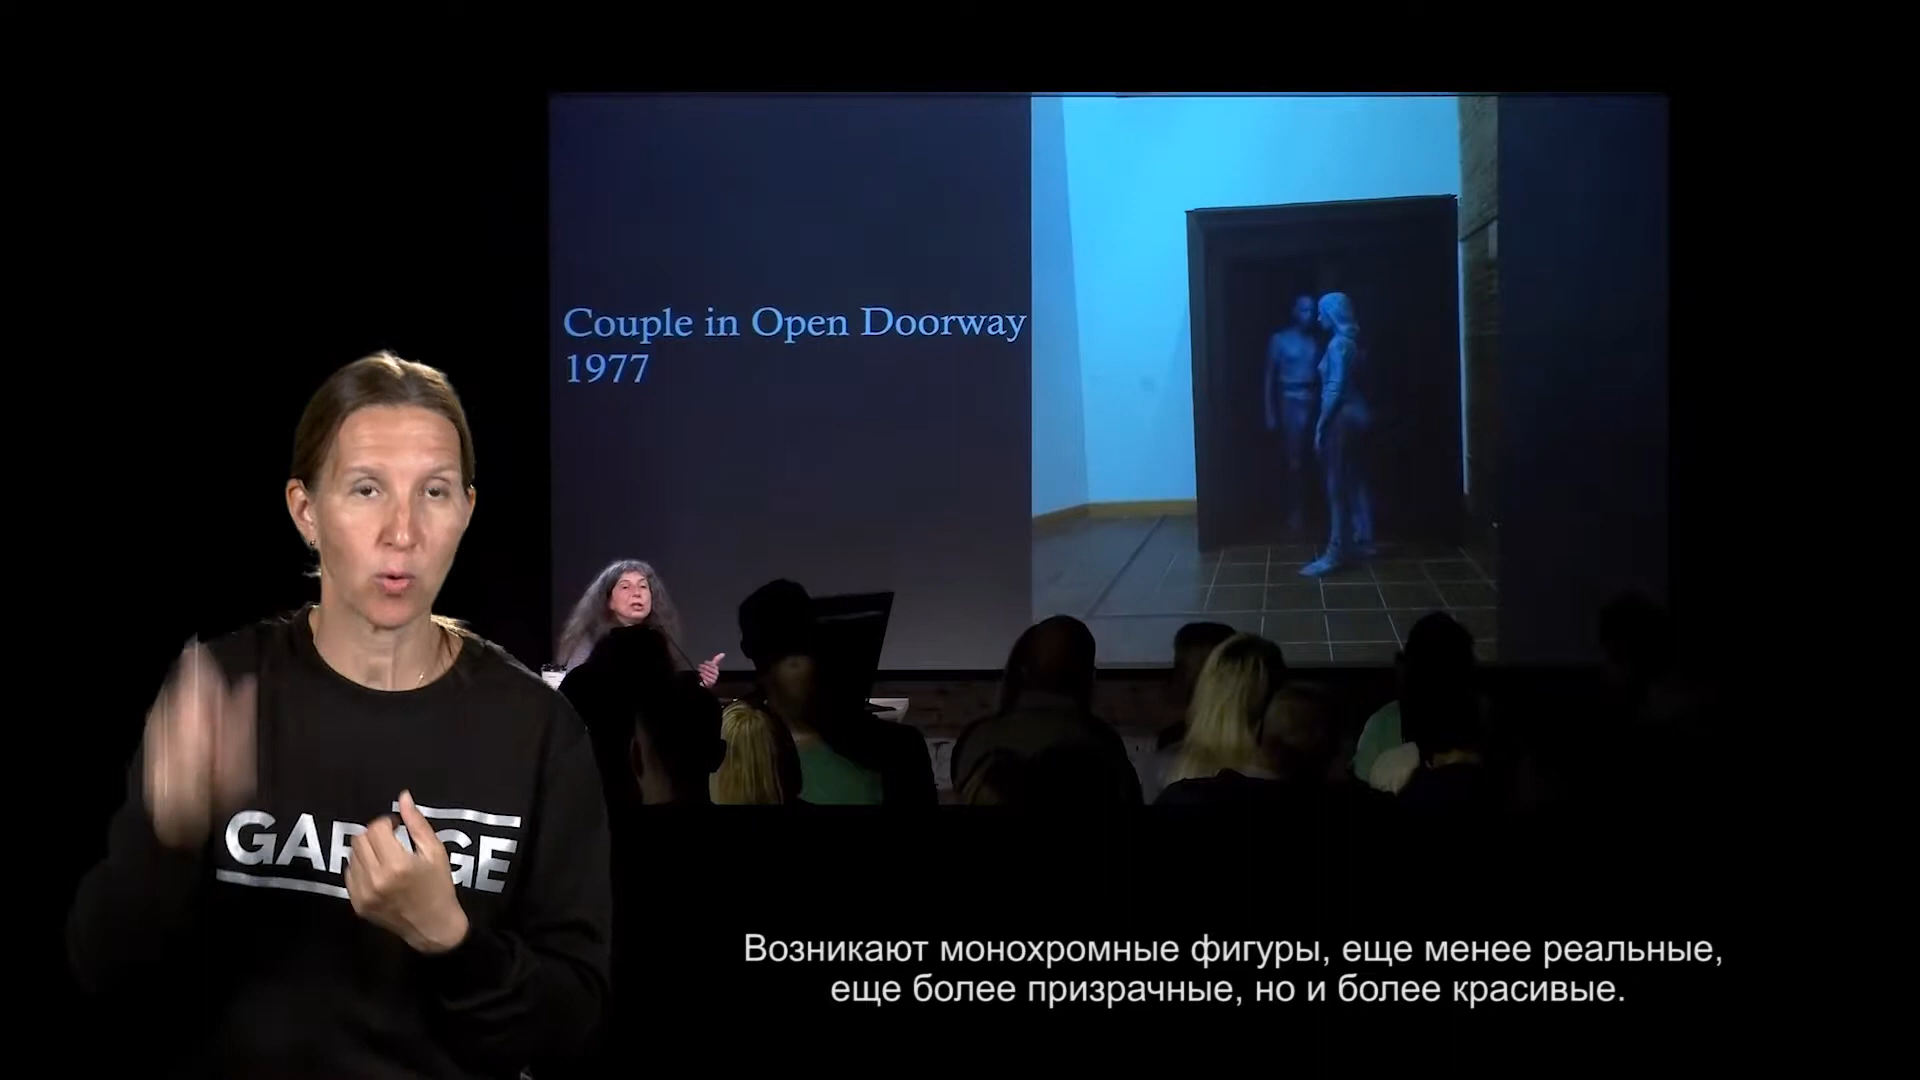 Couple in Open Doorway
1977
GARAGE
Возникают монохромные фигуры, еще менее реальные,
еще более призрачные, но и более красивые.